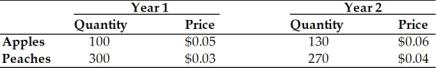 Year 1 Year 2
Quantity Price Quantity Price
Apples 100 $0.05 130 $0.06
Peaches 300 $0.03 270 $0.04